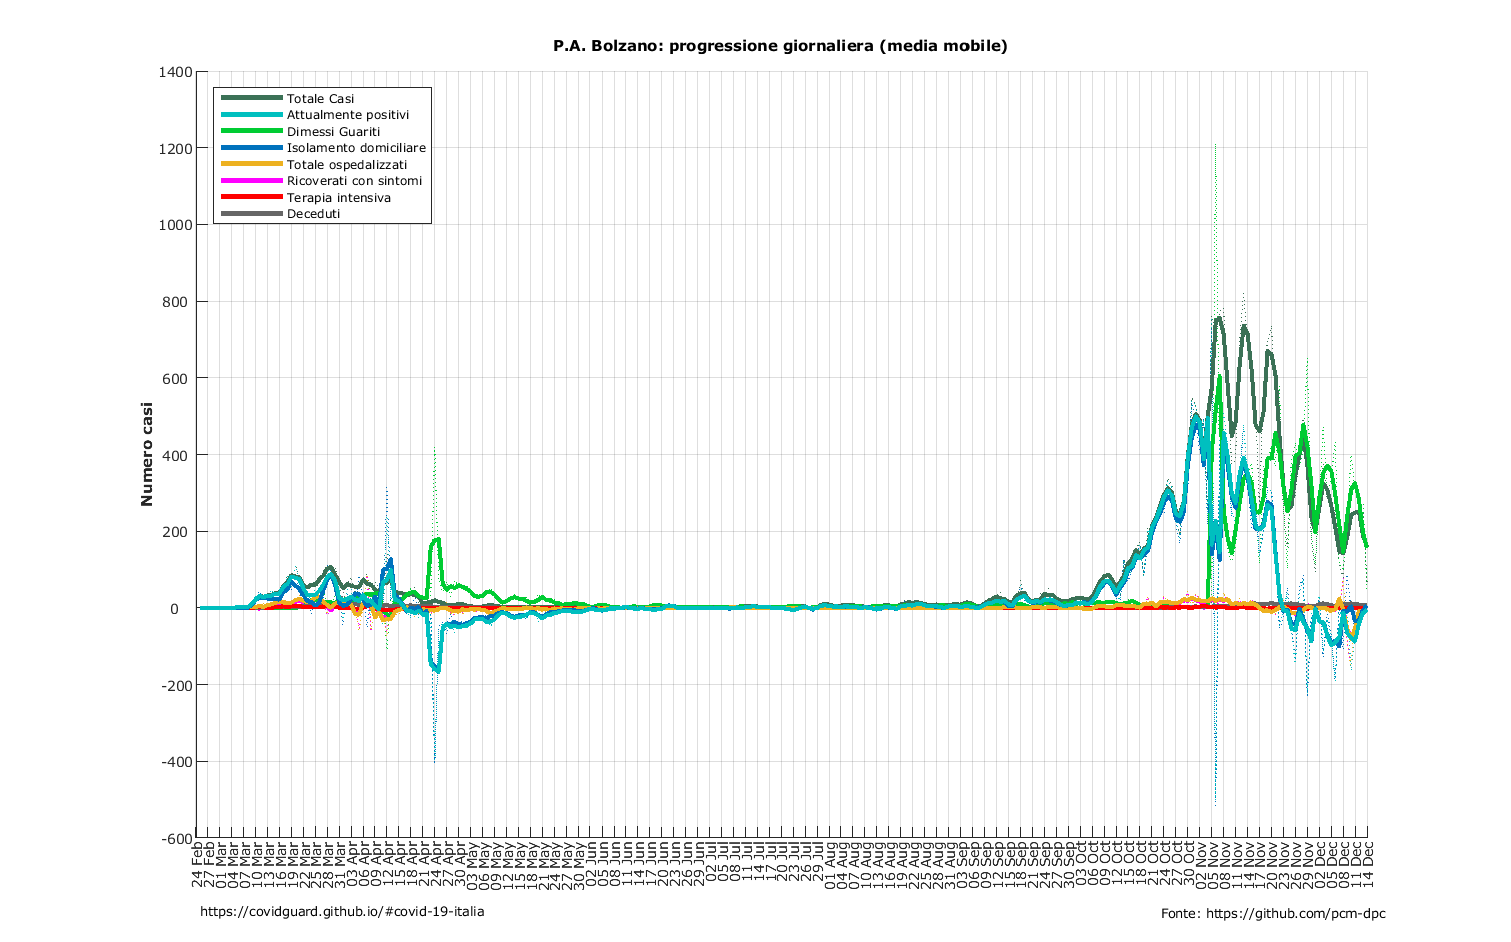 P.A. Bolzano: progressione giornaliera (media mobile)
1400
1200
1000
800
600
400
200
0
-200
-400
-600
Numero casi
Totale Casi
Attualmente positivi
Dimessi Guariti
Isolamento domiciliare
Totale ospedalizzati
Ricoverati con sintomi
Terapia intensiva
Deceduti
24 Feb
27 Feb
01 Mar
04 Mar
07 Mar
10 Mar
13 Mar
16 Mar
19 Mar
22 Mar
25 Mar
28 Mar
31 Mar
03 Apr
06 Apr
09 Apr
12 Apr
15 Apr
18 Apr
21 Apr
24 Apr
27 Apr
30 Apr
03 May
06 May
09 May
12 May
15 May
18 May
21 May
24 May
27 May
30 May
02 Jun
05 Jun
08 Jun
11 Jun
14 Jun
17 Jun
20 Jun
23 Jun
26 Jun
29 Jun
02 Jul
05 Jul
08 Jul
11 Jul
14 Jul
17 Jul
20 Jul
23 Jul
26 Jul
29 Jul
01 Aug
04 Aug
07 Aug
10 Aug
13 Aug
16 Aug
19 Aug
22 Aug
25 Aug
28 Aug
31 Aug
03 Sep
06 Sep
09 Sep
12 Sep
15 Sep
18 Sep
21 Sep
24 Sep
27 Sep
30 Sep
03 Oct
06 Oct
09 Oct
12 Oct
15 Oct
18 Oct
21 Oct
24 Oct
27 Oct
30 Oct
02 Nov
05 Nov
08 Nov
11 Nov
14 Nov
17 Nov
20 Nov
23 Nov
26 Nov
29 Nov
02 Dec
05 Dec
08 Dec
11 Dec
14 Dec
https://covidguard.github.io/#covid-19-italia
Fonte: https://github.com/pcm-dpc